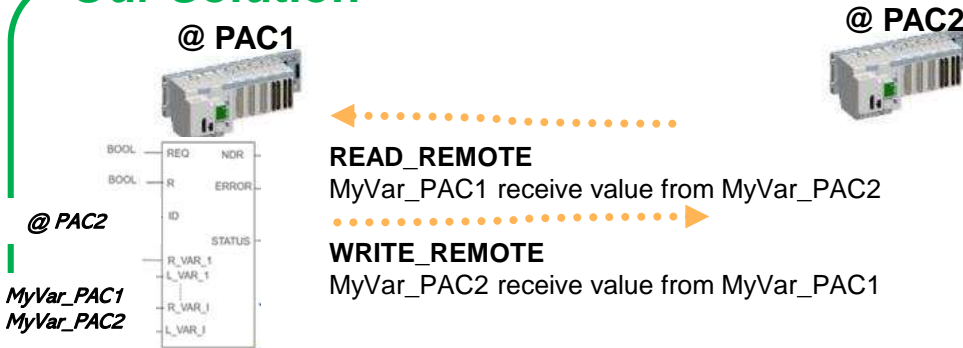 Our Solution
@ PAC1
@ PAC2
BOOL
REQ
NDR
BOOL
R
ERROR
@ PAC2
ID
STATUS
R_VAR_1
L_VAR_1
MyVar_PAC1
MyVar_PAC2
R_VAR_I
L_VAR_I
READ_REMOTE
MyVar_PAC1 receive value from MyVar_PAC2
WRITE_REMOTE
MyVar_PAC2 receive value from MyVar_PAC1